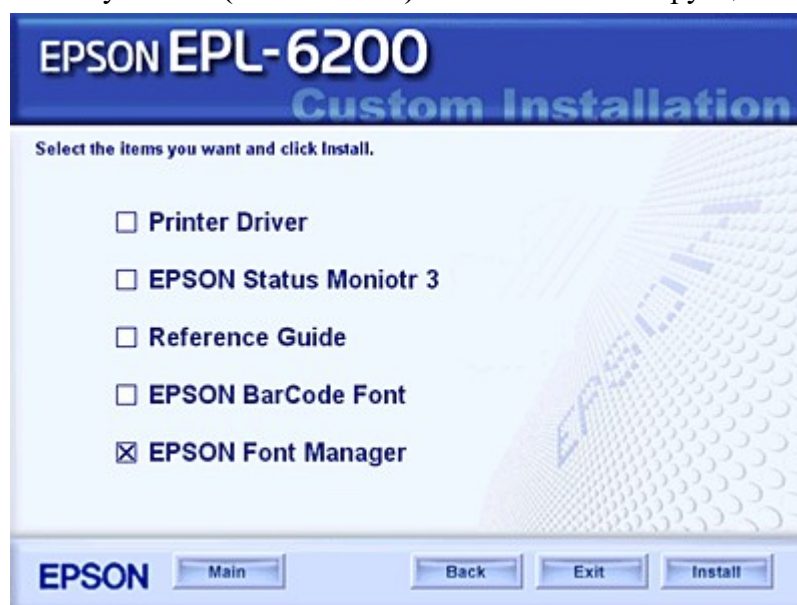 EPSON EPL-6200
Custom Installation
Select the items you want and click Install.
Printer Driver
EPSON Status Moniotr 3
Reference Guide
EPSON BarCode Font
EPSON Font Manager
EPSON
EPSON Main Back Exit Install